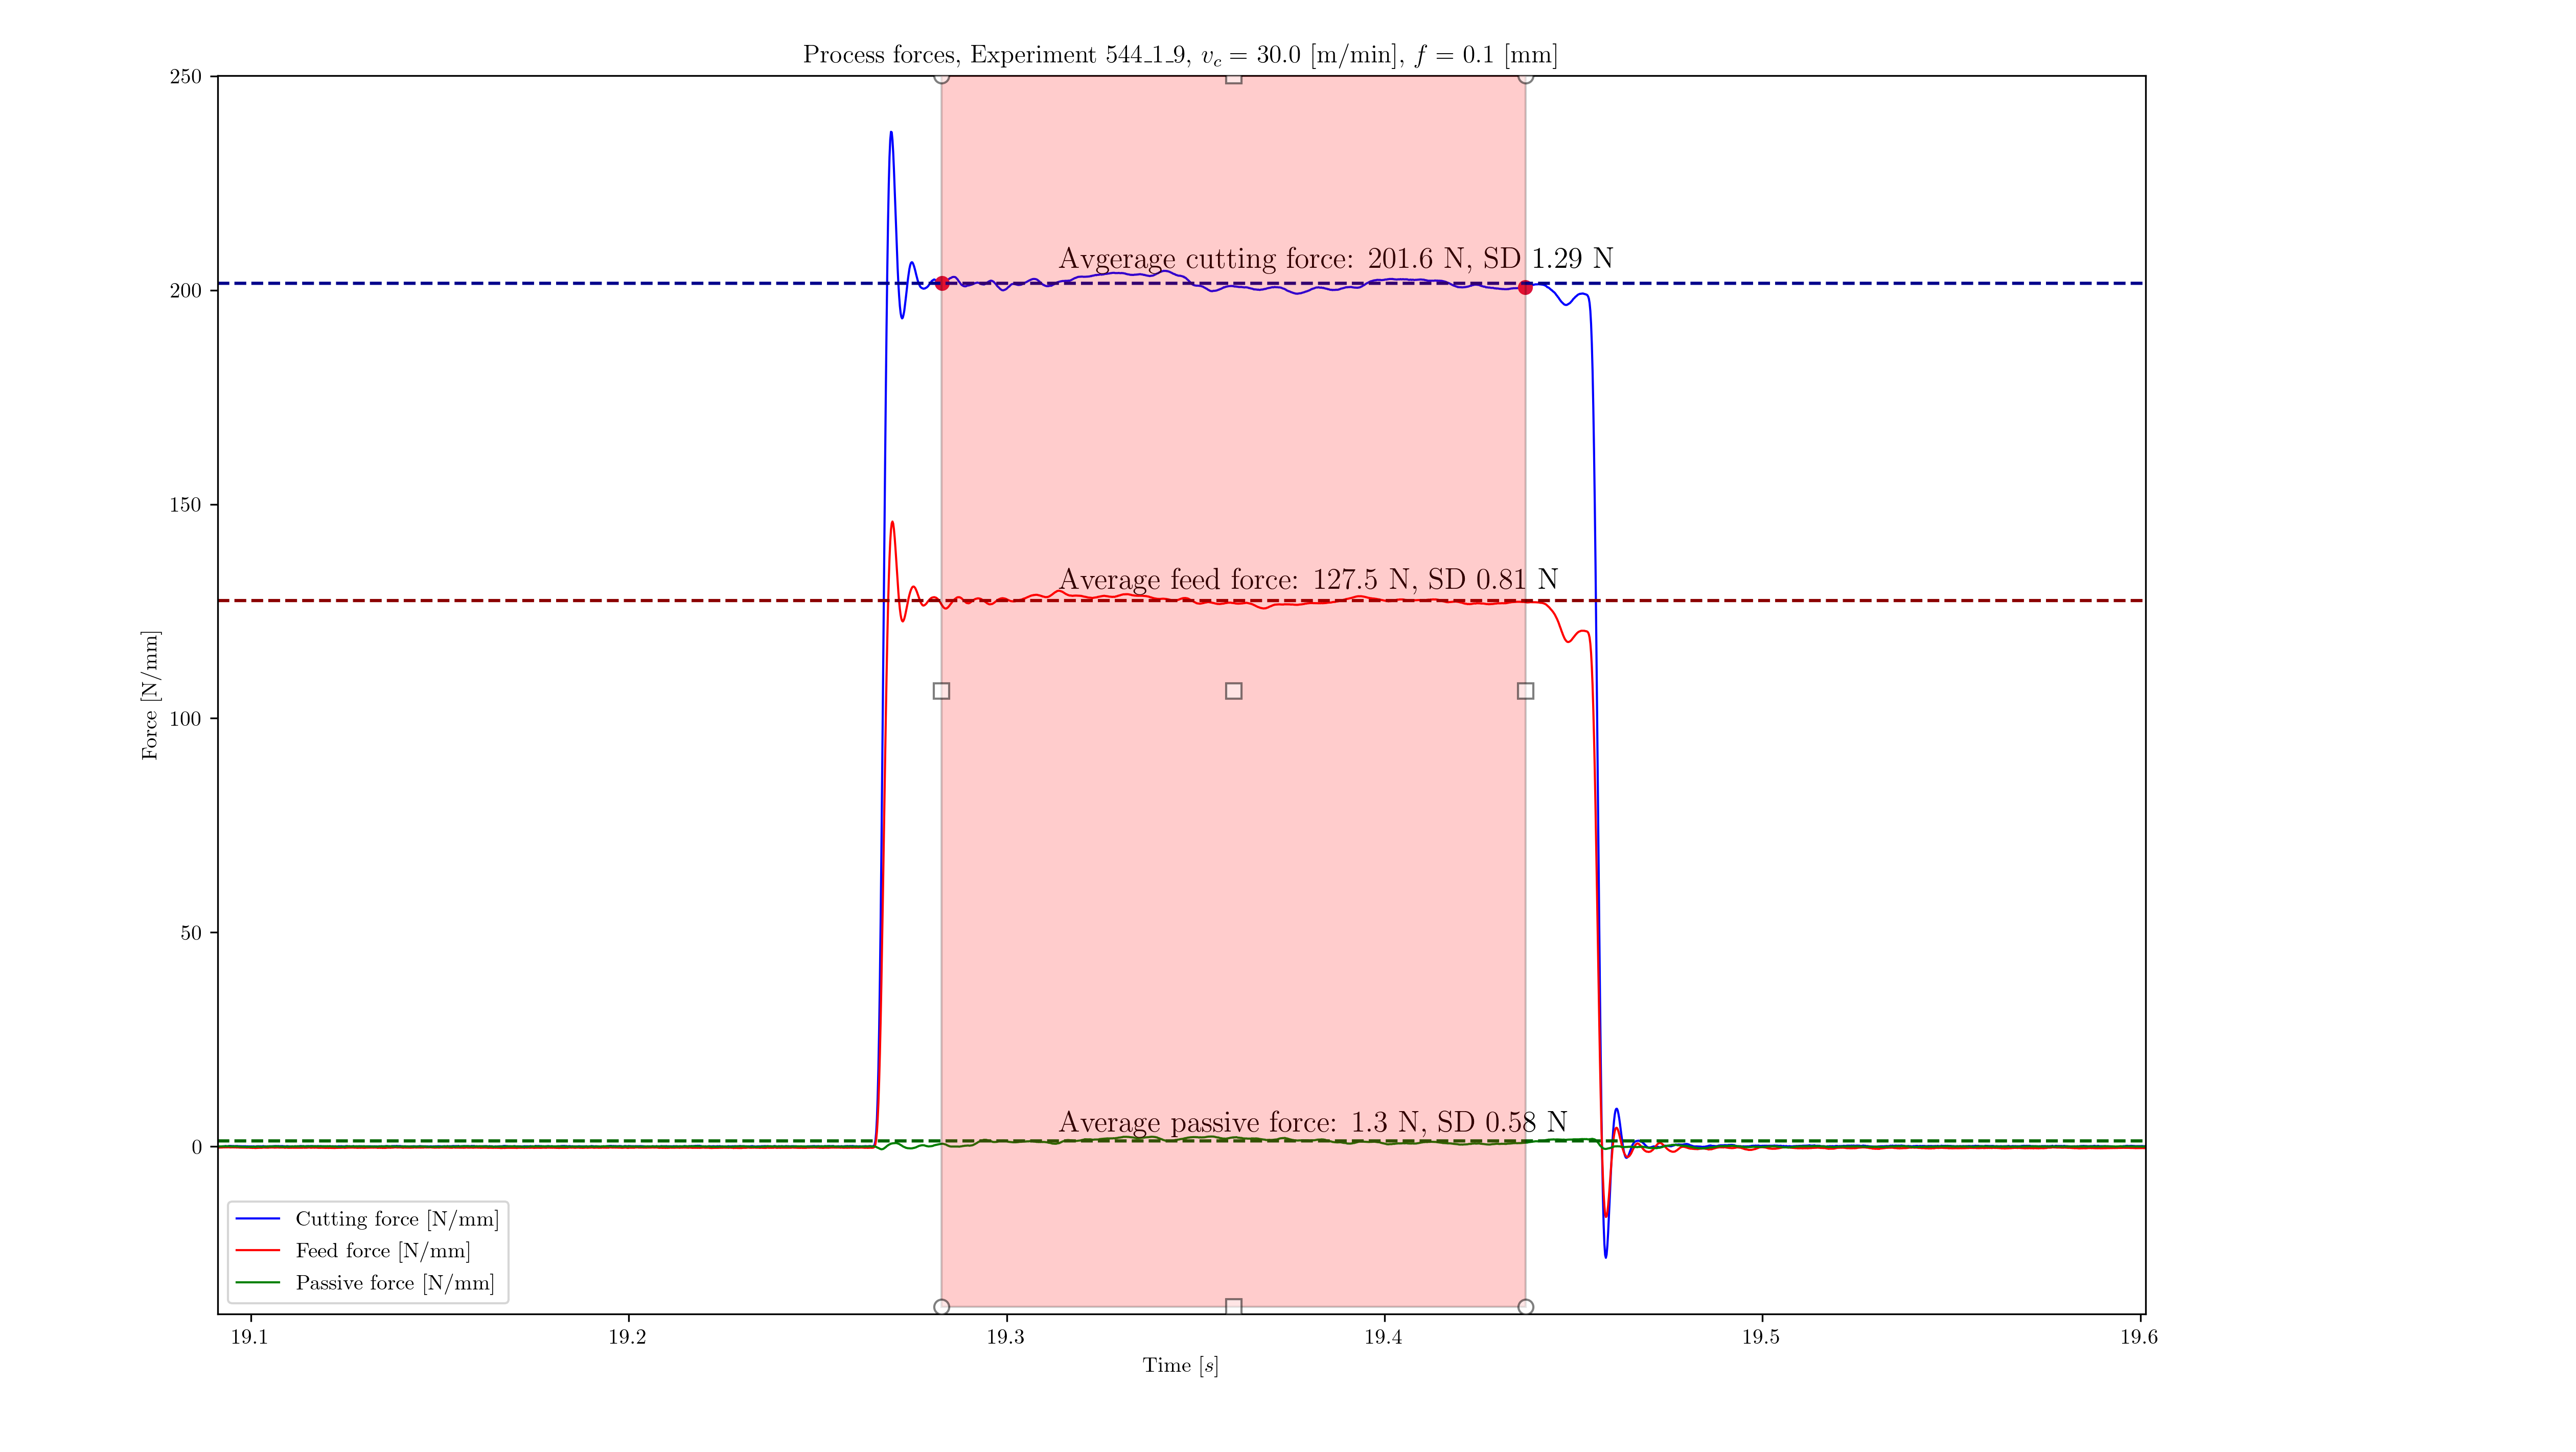 Process forces, Experiment 544_1_9, v_c = 30.0 [m/min], f = 0.1 [mm]
250
200
150
100
50
0
Force [N/mm]
Avgerage cutting force: 201.6 N, SD 1.29 N
Average feed force: 127.5 N, SD 0.81 N
Average passive force: 1.3 N, SD 0.58 N
Cutting force [N/mm]
Feed force [N/mm]
Passive force [N/mm]
19.1 19.2 19.3 19.4 19.5 19.6
Time [s]